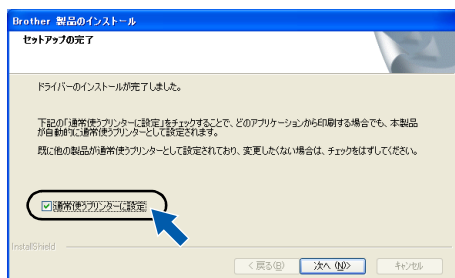 Brother 製品のインストール
セットアップの完了
ドライバーのインストールが完了しました。
下記の「通常使うプリンターに設定」をチェックすることで、どのアプリケーションから印刷する場合でも、本製品
が自動的に通常使うプリンターとして設定されます。
既に他の製品が通常使うプリンターとして設定されており、変更したくない場合は、チェックをはずしてください。
通常使うプリンターに設定
InstallShield
< 戻る(B)
次へ (N)>
キャンセル